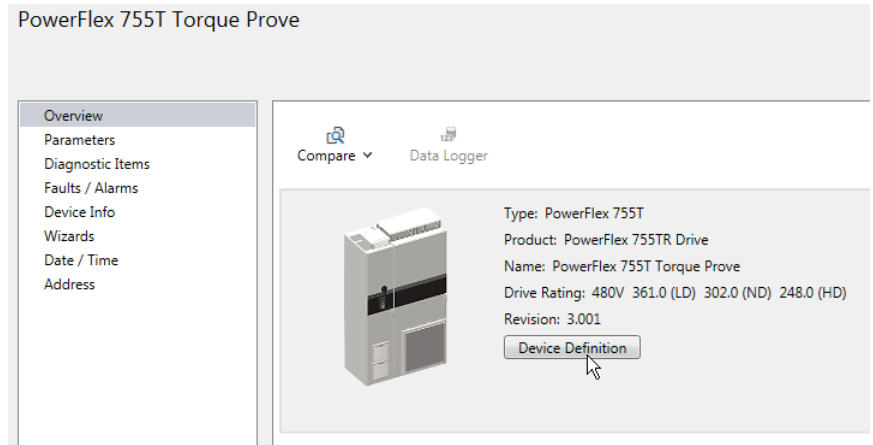 PowerFlex 755T Torque Prove
Overview
Parameters
Diagnostic Items
Faults / Alarms
Device Info
Wizards
Date / Time
Address
Compare
Data Logger
Type: PowerFlex 755T
Product: PowerFlex 755TR Drive
Name: PowerFlex 755T Torque Prove
Drive Rating: 480V 361.0 (LD) 302.0 (ND) 248.0 (HD)
Revision: 3.001
Device Definition